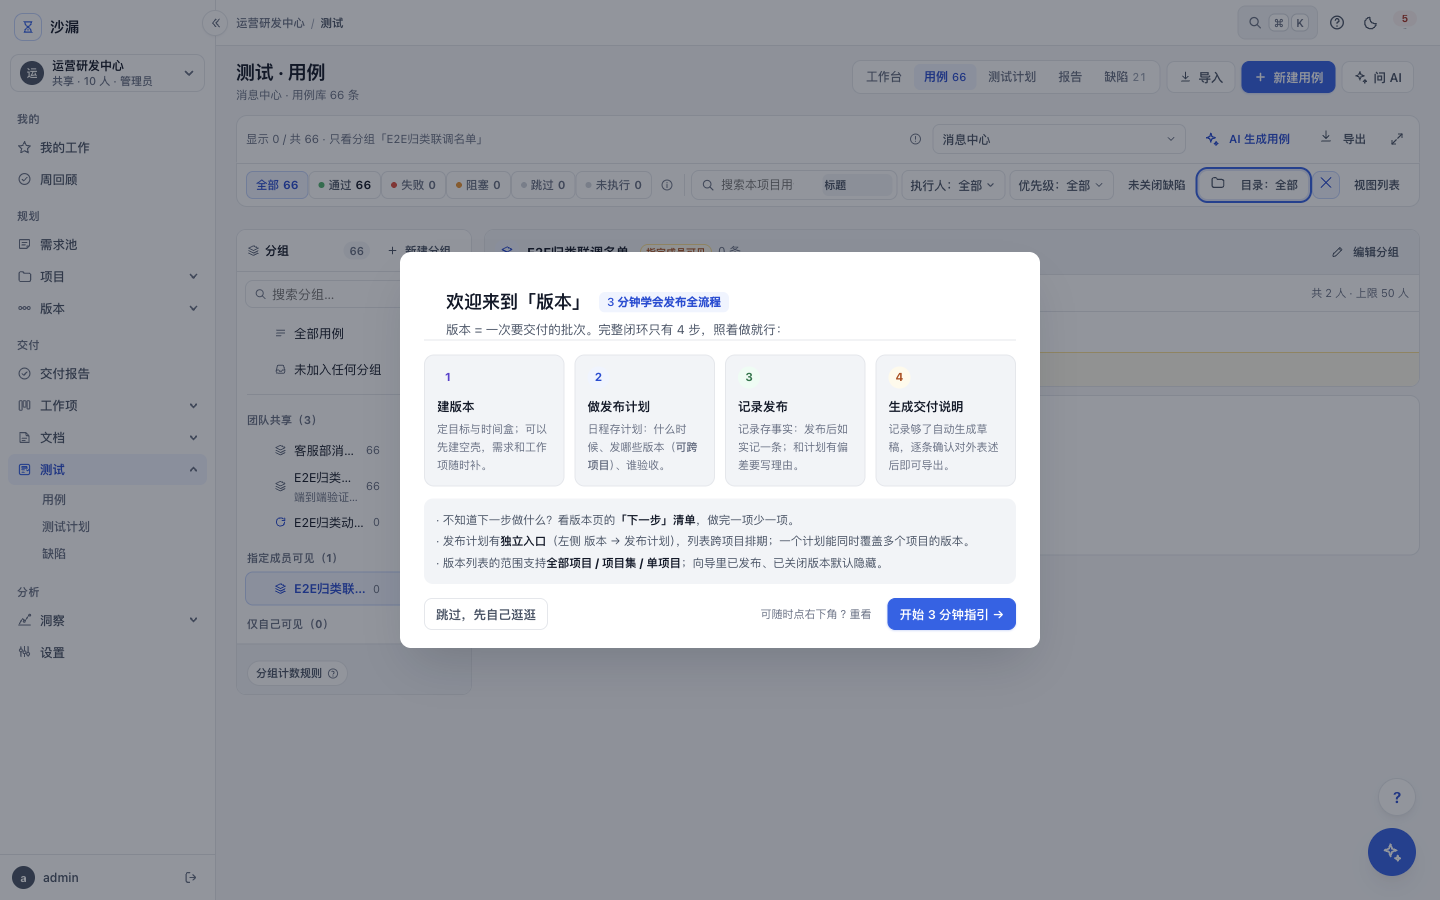 沙漏
运营研发中心 / 测试
⌘ K
5
运 运营研发中心
共享 · 10 人 · 管理员
测试 · 用例
消息中心 · 用例库 66 条
工作台 用例 66 测试计划 报告 缺陷 21
导入
+ 新建用例
问 AI
我的
我的工作
周回顾
规划
需求池
项目
版本
交付
交付报告
工作项
文档
测试
用例
测试计划
缺陷
分析
洞察
设置
a admin
显示 0 / 共 66 · 只看分组「E2E归类联调名单」
消息中心
AI 生成用例
导出
全部 66 通过 66 失败 0 阻塞 0 跳过 0 未执行 0
搜索本项目用 标题
执行人：全部
优先级：全部
未关闭缺陷
目录：全部
视图列表
分组 66 + 新建分组
搜索分组...
全部用例
未加入任何分组
团队共享（3）
客服部消... 66
E2E归类... 66
端到端验证...
E2E归类动... 0
指定成员可见（1）
E2E归类联... 0
仅自己可见（0）
分组计数规则
E2E归类联调名单 指定成员可见 0 条
编辑分组
共 2 人 · 上限 50 人
欢迎来到「版本」 3 分钟学会发布全流程
版本 = 一次要交付的批次。完整闭环只有 4 步，照着做就行：
1
建版本
定目标与时间盒；可以
先建空壳，需求和工作
项随时补。
2
做发布计划
日程存计划：什么时
候、发哪些版本（可跨
项目）、谁验收。
3
记录发布
记录存事实：发布后如
实记一条；和计划有偏
差要写理由。
4
生成交付说明
记录够了自动生成草
稿，逐条确认对外表述
后即可导出。
· 不知道下一步做什么？看版本页的「下一步」清单，做完一项少一项。
· 发布计划有独立入口（左侧 版本 → 发布计划），列表跨项目排期；一个计划能同时覆盖多个项目的版本。
· 版本列表的范围支持全部项目 / 项目集 / 单项目；向导里已发布、已关闭版本默认隐藏。
跳过，先自己逛逛
可随时点右下角 ? 重看
开始 3 分钟指引 →
?